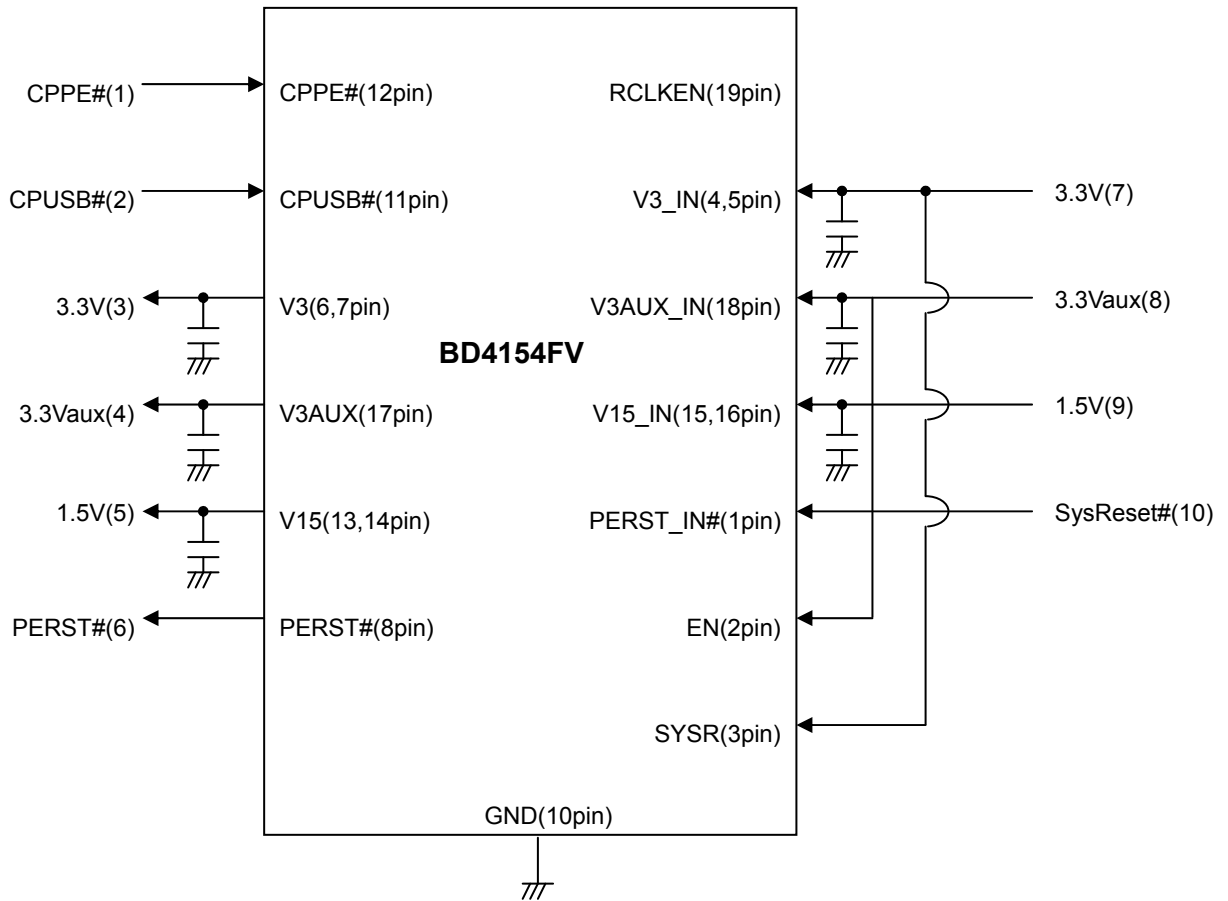 CPPE#(1)
CPPE#(12pin)
RCLKEN(19pin)
CPUSB#(2)
CPUSB#(11pin)
V3_IN(4,5pin)
3.3V(7)
3.3V(3)
V3(6,7pin)
V3AUX_IN(18pin)
3.3Vaux(8)
BD4154FV
3.3Vaux(4)
V3AUX(17pin)
V15_IN(15,16pin)
1.5V(9)
1.5V(5)
V15(13,14pin)
PERST_IN#(1pin)
SysReset#(10)
PERST#(6)
PERST#(8pin)
EN(2pin)
SYSR(3pin)
GND(10pin)